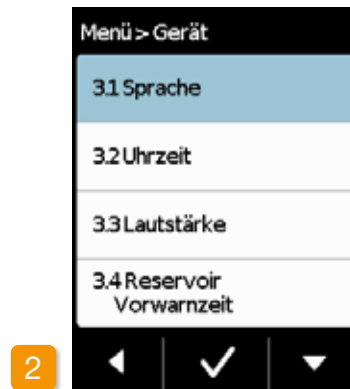 Menü > Gerät
3.1 Sprache
3.2 Uhrzeit
3.3 Lautstärke
3.4 Reservoir
Vorwarnzeit
2